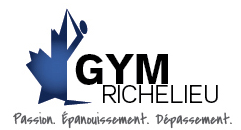 GYM
RICHELIEU
Passion. Épanouissement. Dépassement.